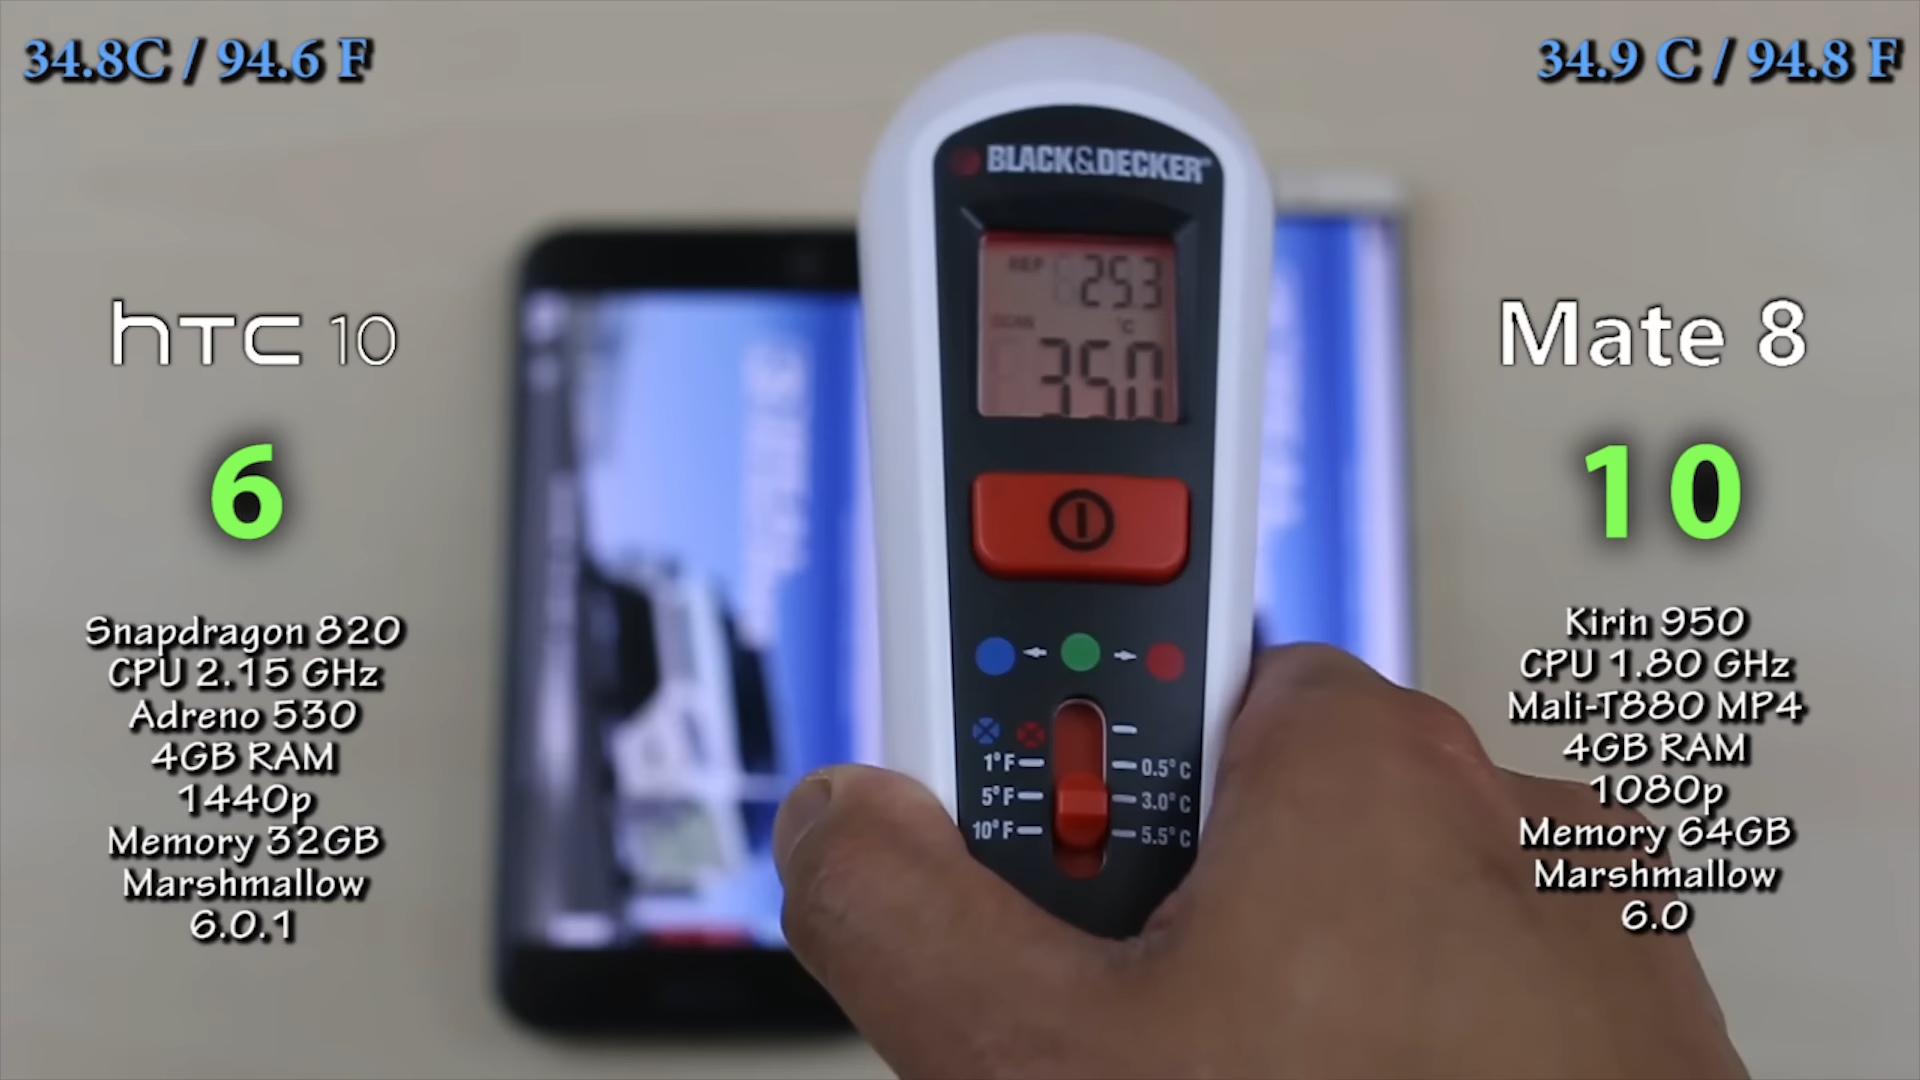 34.8C / 94.6 F
34.9 C / 94.8 F
BLACK&DECKER
REF 25.3
SCAN °C
35.0
hTC 10
6
Snapdragon 820
CPU 2.15 GHz
Adreno 530
4GB RAM
1440p
Memory 32GB
Marshmallow
6.0.1
Mate 8
10
Kirin 950
CPU 1.80 GHz
Mali-T880 MP4
4GB RAM
1080p
Memory 64GB
Marshmallow
6.0
1°F 0.5°C
5°F 3.0°C
10°F 5.5°C